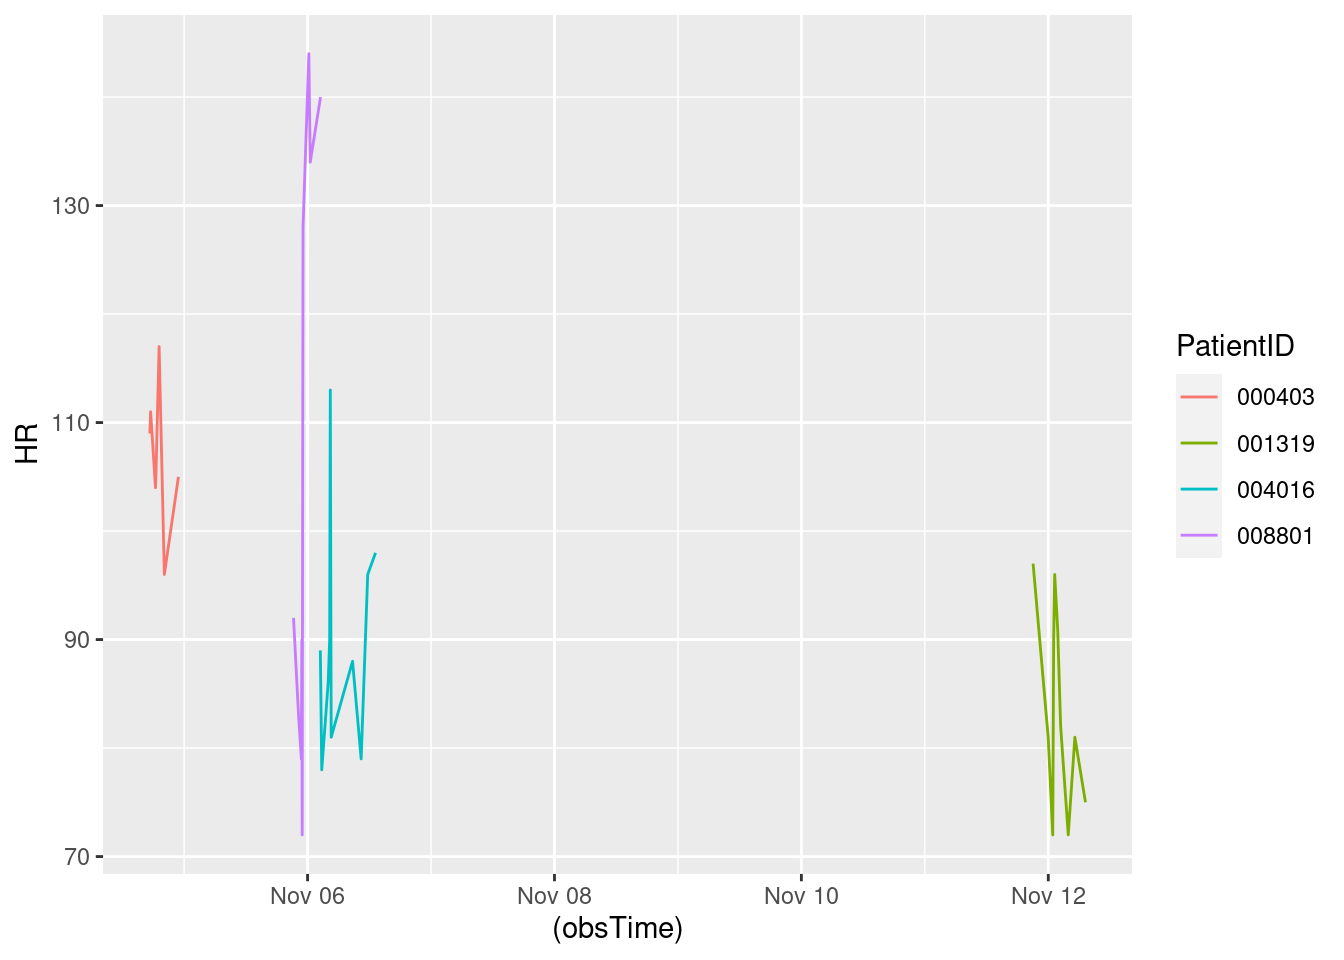 HR
130
110
90
70
Nov 06
Nov 08
Nov 10
Nov 12
(obsTime)
PatientID
000403
001319
004016
008801